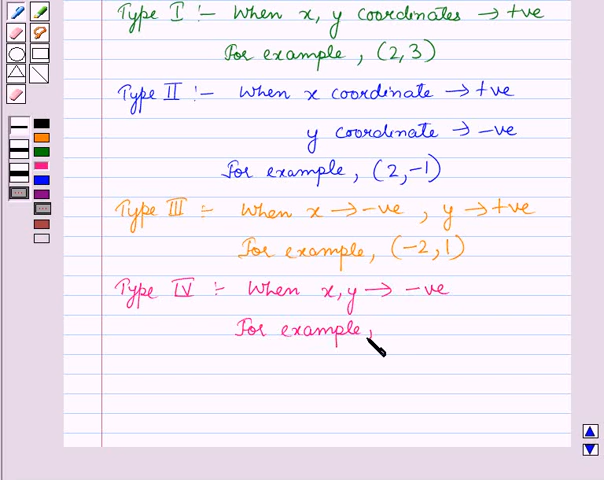 Type I :- When x, y coordinates → +ve
For example, (2,3)
Type II :- When x coordinate → +ve
y coordinate → -ve
For example, (2,-1)
Type III :- When x → -ve, y → +ve
For example, (-2,1)
Type IV :- When x, y → -ve
For example,